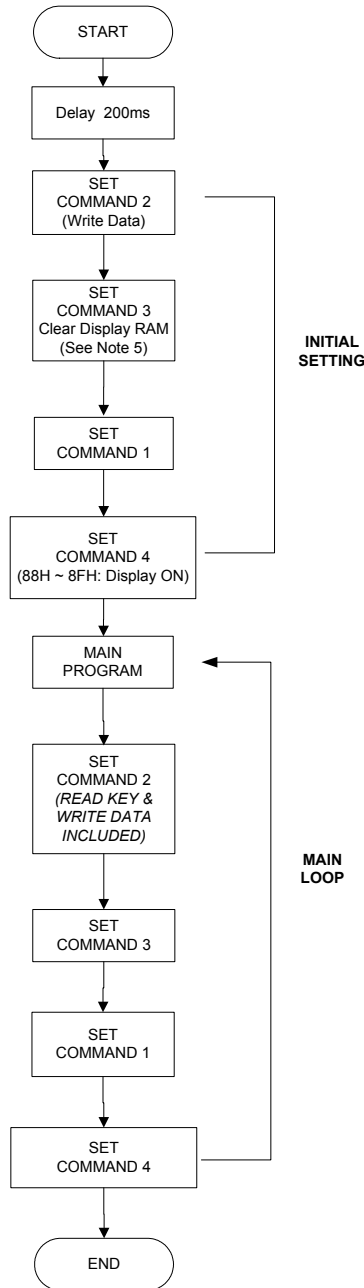 START
Delay 200ms
SET
COMMAND 2
(Write Data)
SET
COMMAND 3
Clear Display RAM
(See Note 5)
INITIAL
SETTING
SET
COMMAND 1
SET
COMMAND 4
(88H ~ 8FH: Display ON)
MAIN
PROGRAM
SET
COMMAND 2
(READ KEY &
WRITE DATA
INCLUDED)
MAIN
LOOP
SET
COMMAND 3
SET
COMMAND 1
SET
COMMAND 4
END